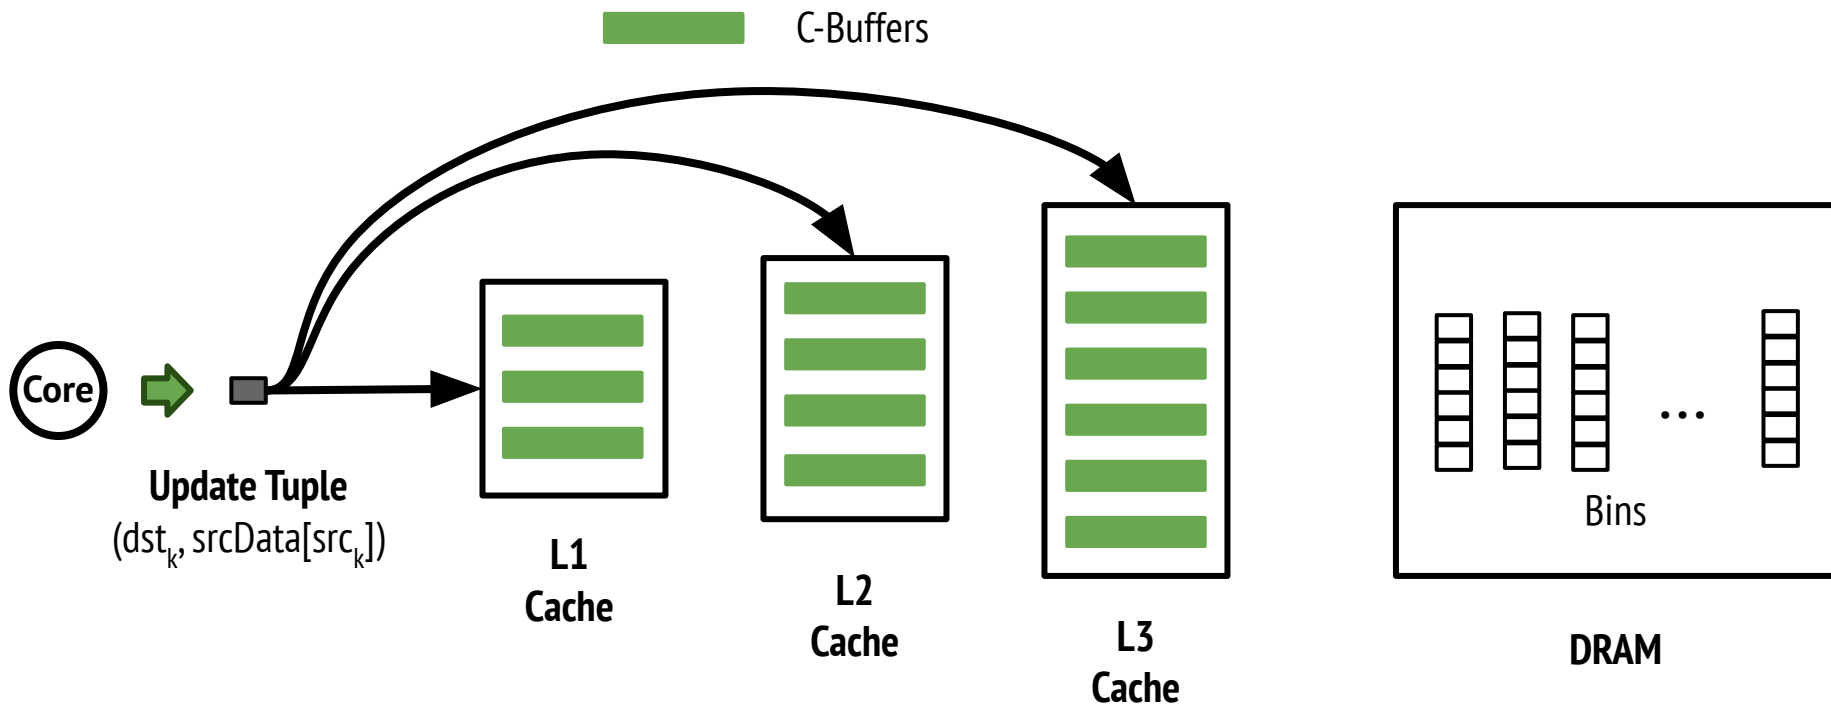 C-Buffers
Core
Update Tuple
(dstₖ, srcData[srcₖ])
L1
Cache
L2
Cache
L3
Cache
...
Bins
DRAM